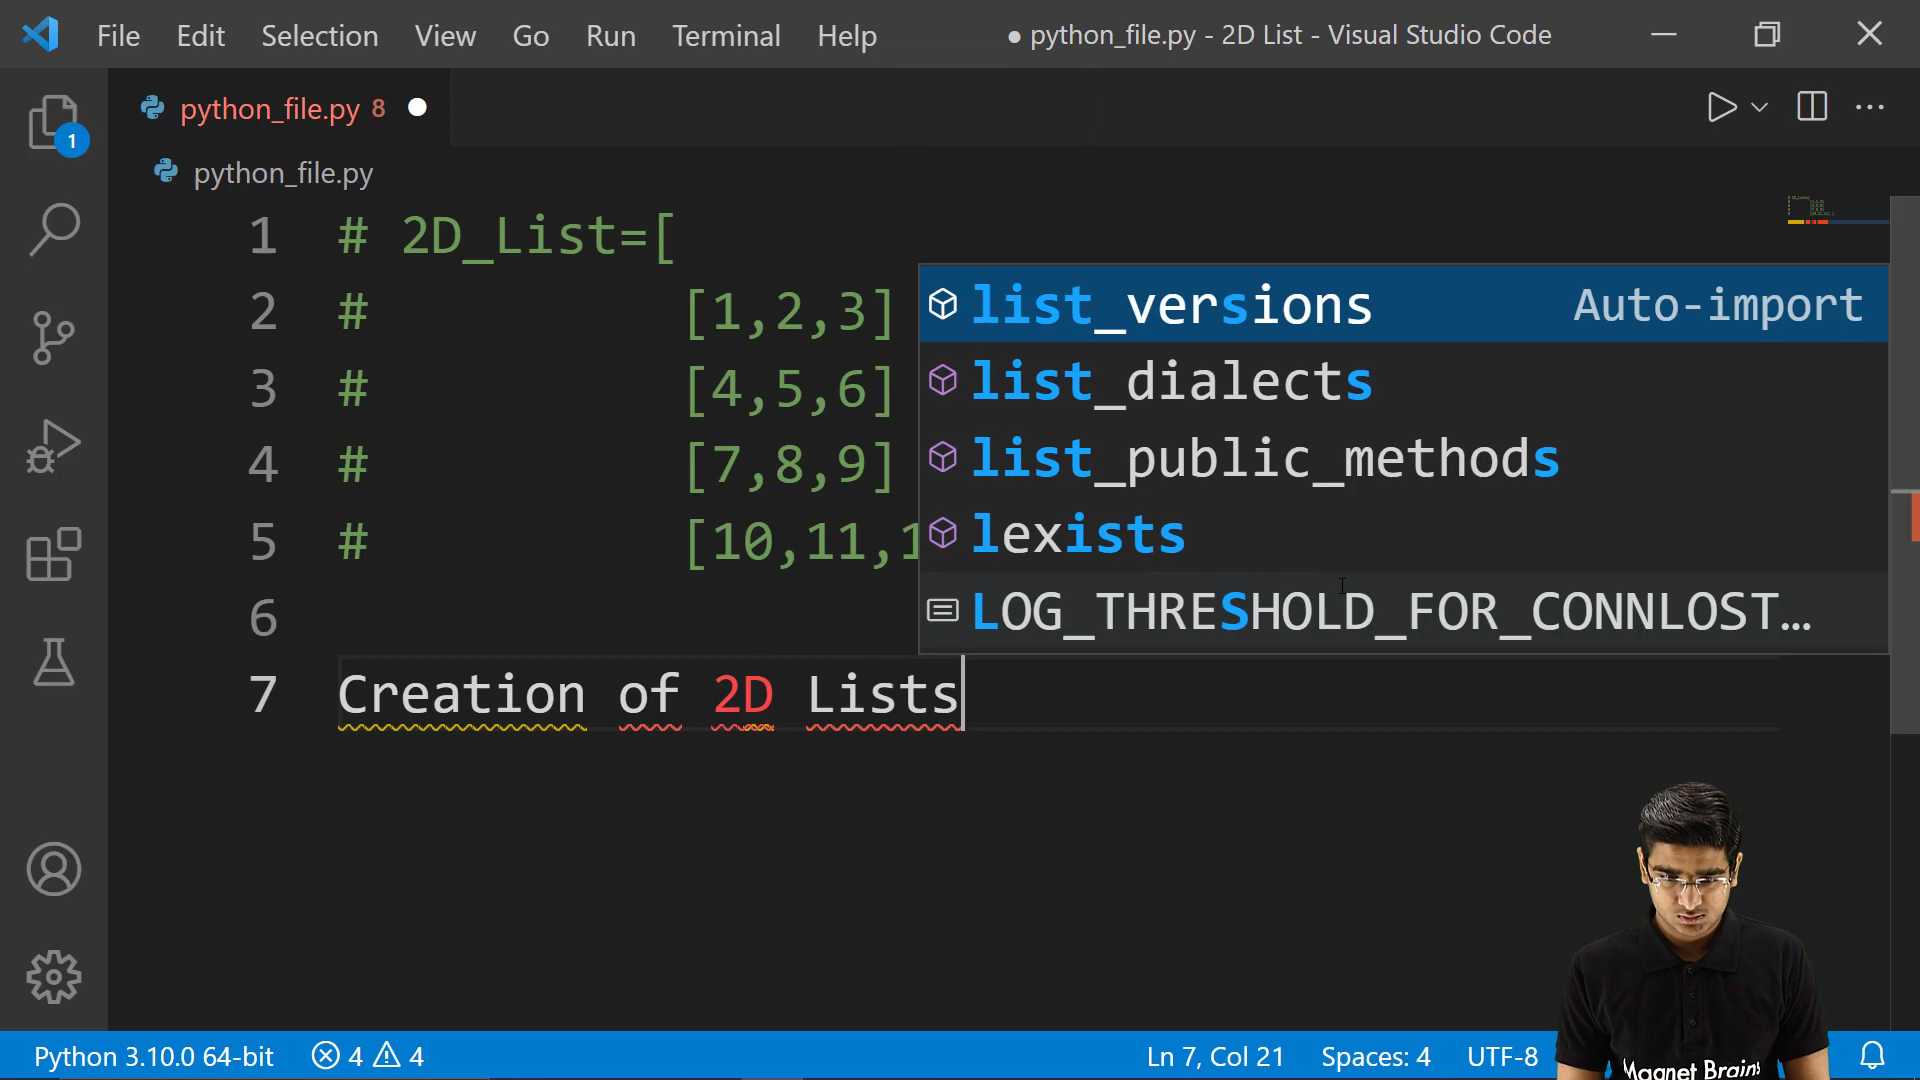 File Edit Selection View Go Run Terminal Help ● python_file.py - 2D List - Visual Studio Code
python_file.py 8
1
python_file.py
1 # 2D_List=[
2 # [1,2,3]
3 # [4,5,6]
4 # [7,8,9]
5 # [10,11,1
6
7 Creation of 2D Lists
list_versions Auto-import
list_dialects
list_public_methods
lexists
LOG_THRESHOLD_FOR_CONNLOST…
Python 3.10.0 64-bit 4 4 Ln 7, Col 21 Spaces: 4 UTF-8
Magnet Brains